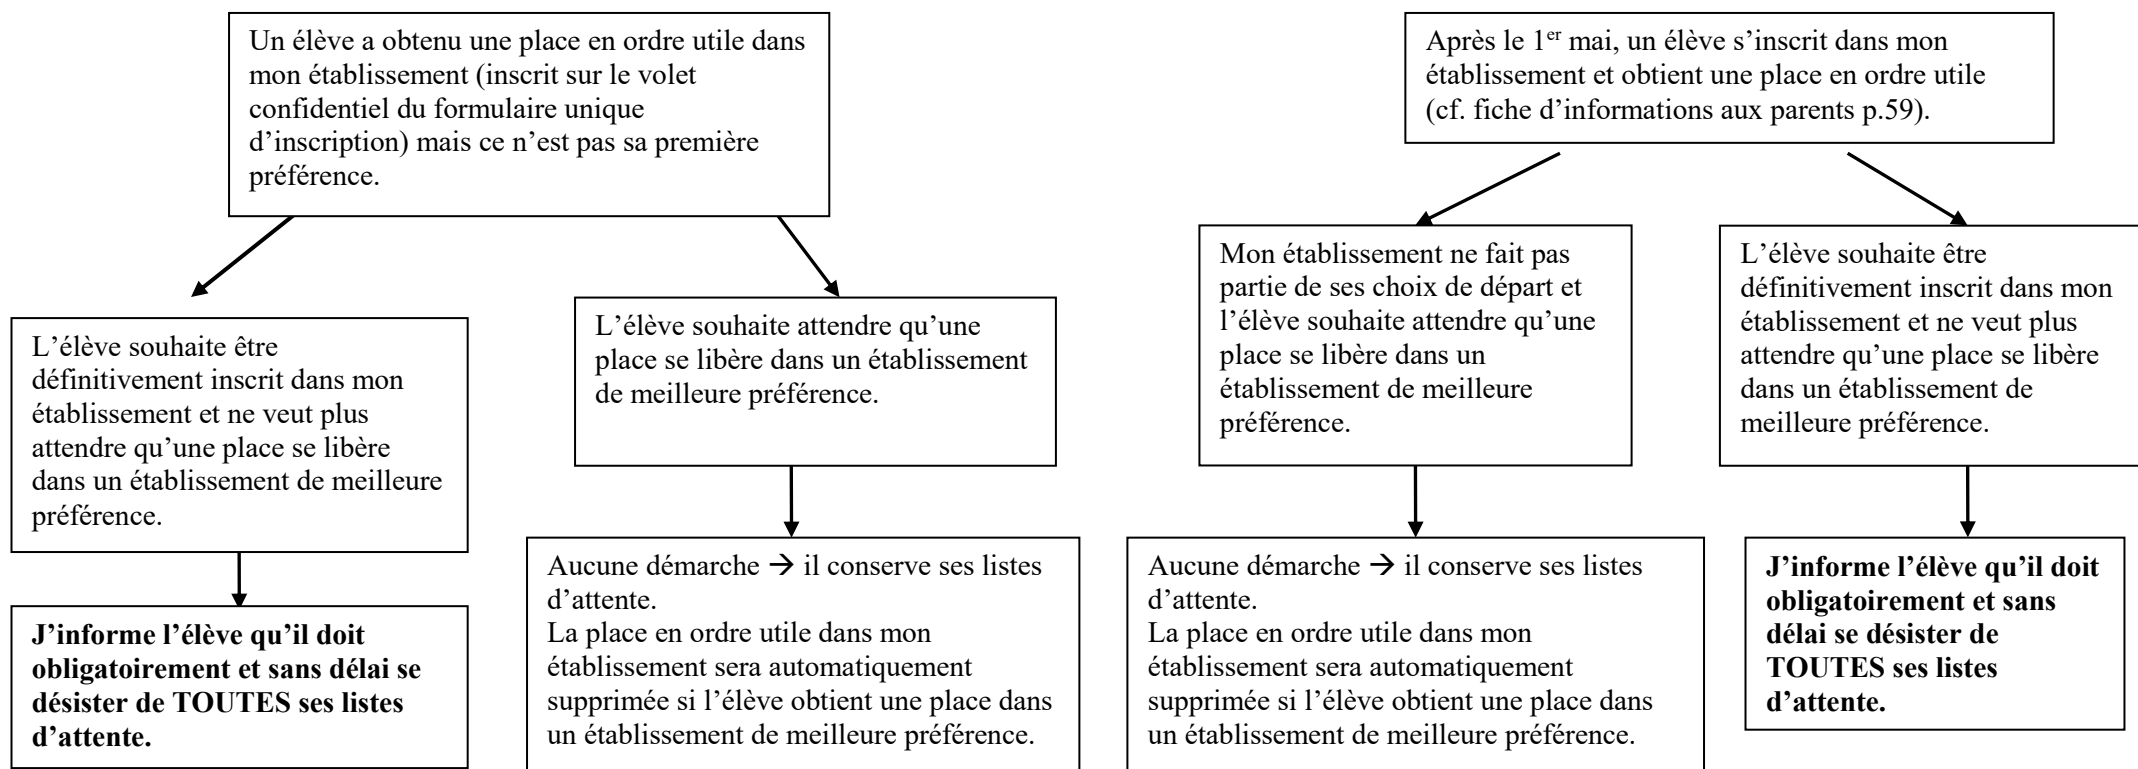 Un élève a obtenu une place en ordre utile dans
mon établissement (inscrit sur le volet
confidentiel du formulaire unique
d’inscription) mais ce n’est pas sa première
préférence.
Après le 1er mai, un élève s’inscrit dans mon
établissement et obtient une place en ordre utile
(cf. fiche d’informations aux parents p.59).
L’élève souhaite être
définitivement inscrit dans mon
établissement et ne veut plus
attendre qu’une place se libère
dans un établissement de meilleure
préférence.
L’élève souhaite attendre qu’une
place se libère dans un établissement
de meilleure préférence.
Mon établissement ne fait pas
partie de ses choix de départ et
l’élève souhaite attendre qu’une
place se libère dans un
établissement de meilleure
préférence.
L’élève souhaite être
définitivement inscrit dans mon
établissement et ne veut plus
attendre qu’une place se libère
dans un établissement de
meilleure préférence.
J’informe l’élève qu’il doit
obligatoirement et sans délai se
désister de TOUTES ses listes
d’attente.
Aucune démarche → il conserve ses listes
d’attente.
La place en ordre utile dans mon
établissement sera automatiquement
supprimée si l’élève obtient une place dans
un établissement de meilleure préférence.
Aucune démarche → il conserve ses listes
d’attente.
La place en ordre utile dans mon
établissement sera automatiquement
supprimée si l’élève obtient une place dans
un établissement de meilleure préférence.
J’informe l’élève qu’il doit
obligatoirement et sans
délai se désister de
TOUTES ses listes
d’attente.